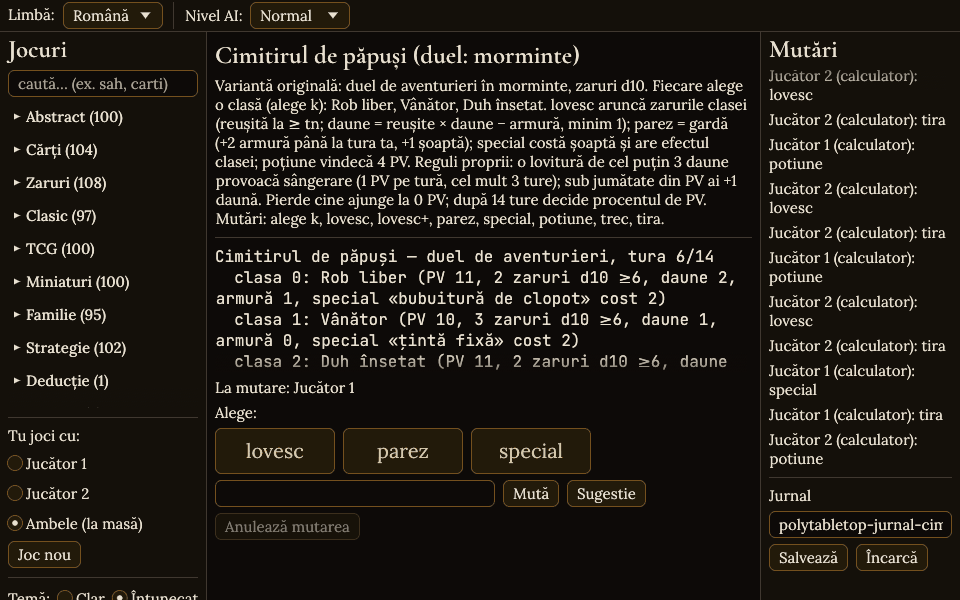 Limbă: Română ▼ Nivel AI: Normal ▼
Jocuri
caută... (ex. sah, carti)
▸ Abstract (100)
▸ Cărți (104)
▸ Zaruri (108)
▸ Clasic (97)
▸ TCG (100)
▸ Miniaturi (100)
▸ Familie (95)
▸ Strategie (102)
▸ Deducție (1)
Tu joci cu:
Jucător 1
Jucător 2
Ambele (la masă)
Joc nou
Temă: Clar Întunecat
Cimitirul de păpuși (duel: morminte)
Variantă originală: duel de aventurieri în morminte, zaruri d10. Fiecare alege
o clasă (alege k): Rob liber, Vânător, Duh însetat. lovesc aruncă zarurile clasei
(reușită la ≥ tn; daune = reușite × daune − armură, minim 1); parez = gardă
(+2 armură până la tura ta, +1 șoaptă); special costă șoaptă și are efectul
clasei; poțiune vindecă 4 PV. Reguli proprii: o lovitură de cel puțin 3 daune
provoacă sângerare (1 PV pe tură, cel mult 3 ture); sub jumătate din PV ai +1
daună. Pierde cine ajunge la 0 PV; după 14 ture decide procentul de PV.
Mutări: alege k, lovesc, lovesc+, parez, special, potiune, trec, tira.
Cimitirul de păpuși — duel de aventurieri, tura 6/14
clasa 0: Rob liber (PV 11, 2 zaruri d10 ≥6, daune 2,
armură 1, special «bubuitură de clopot» cost 2)
clasa 1: Vânător (PV 10, 3 zaruri d10 ≥6, daune 1,
armură 0, special «țintă fixă» cost 2)
clasa 2: Duh însetat (PV 11, 2 zaruri d10 ≥6, daune
La mutare: Jucător 1
Alege:
lovesc parez special
Mută Sugestie
Anulează mutarea
Mutări
Jucător 2 (calculator):
lovesc
Jucător 2 (calculator): tira
Jucător 1 (calculator):
potiune
Jucător 2 (calculator):
lovesc
Jucător 2 (calculator): tira
Jucător 1 (calculator):
potiune
Jucător 2 (calculator):
lovesc
Jucător 2 (calculator): tira
Jucător 1 (calculator):
special
Jucător 1 (calculator): tira
Jucător 2 (calculator):
potiune
Jurnal
polytabletop-jurnal-cim
Salvează Încarcă